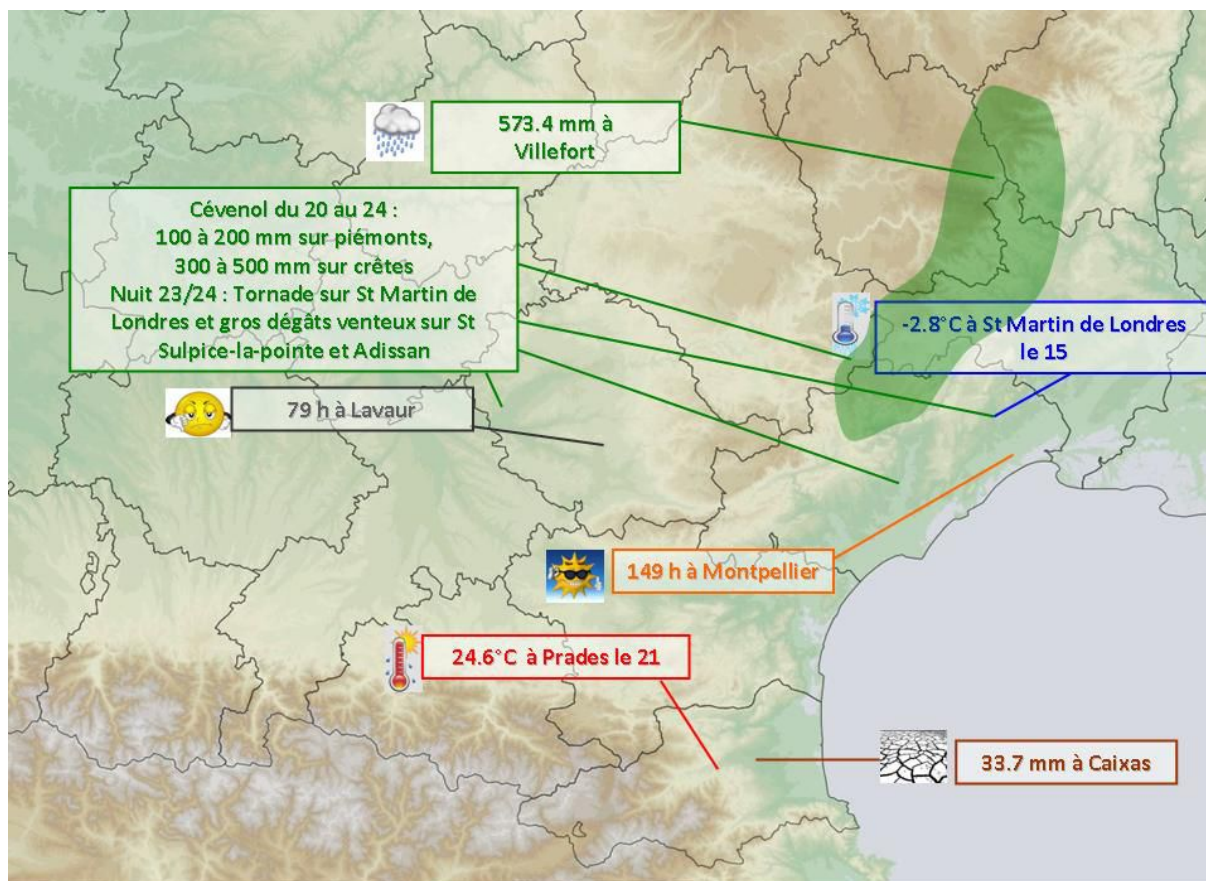 573.4 mm à
Villefort
Cévenol du 20 au 24 :
100 à 200 mm sur piémonts,
300 à 500 mm sur crêtes
Nuit 23/24 : Tornade sur St Martin de
Londres et gros dégâts venteux sur St
Sulpice-la-pointe et Adissan
-2.8°C à St Martin de Londres
le 15
79 h à Lavaur
149 h à Montpellier
24.6°C à Prades le 21
33.7 mm à Caixas